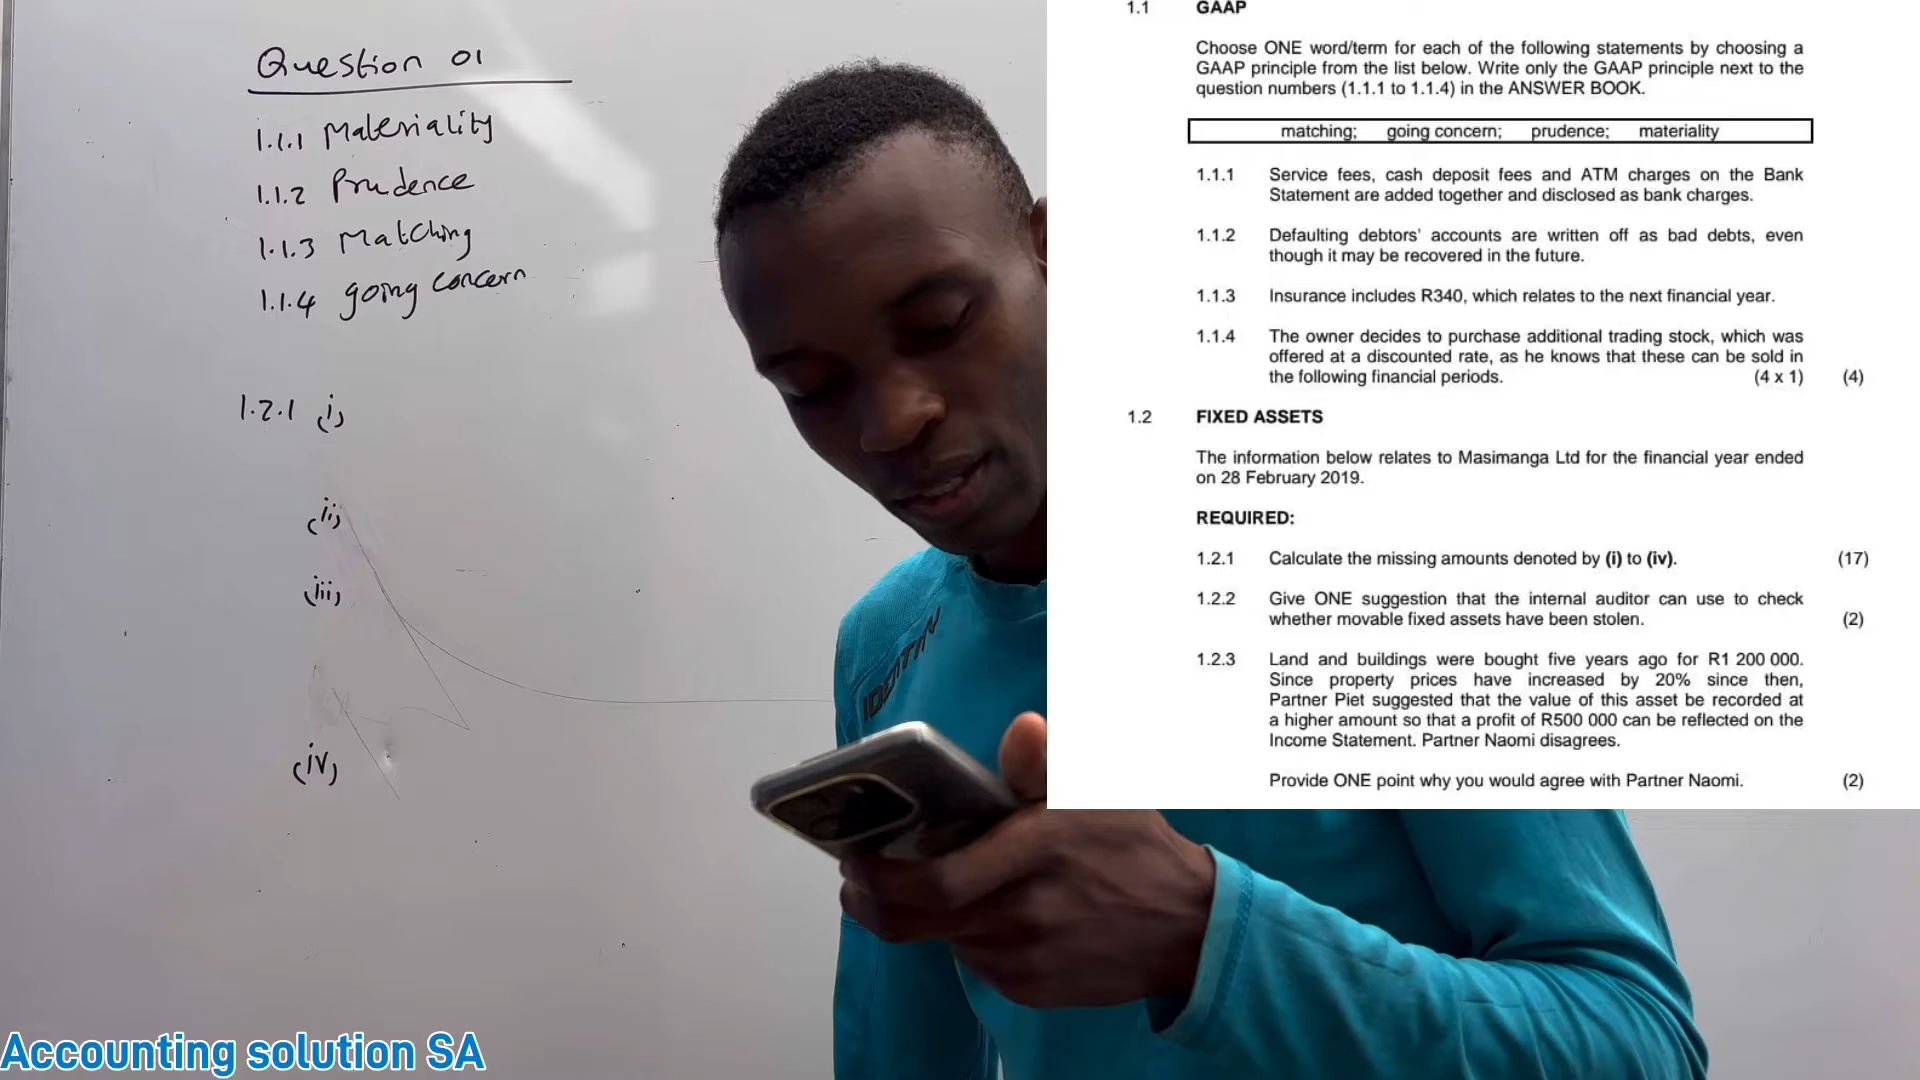 Question 01
1.1.1 Materiality
1.1.2 Prudence
1.1.3 Matching
1.1.4 going concern
1.2.1 (i)
(ii)
(iii)
(iv)
IDENTITY
Accounting solution SA
1.1 GAAP
Choose ONE word/term for each of the following statements by choosing a
GAAP principle from the list below. Write only the GAAP principle next to the
question numbers (1.1.1 to 1.1.4) in the ANSWER BOOK.
matching; going concern; prudence; materiality
1.1.1 Service fees, cash deposit fees and ATM charges on the Bank
Statement are added together and disclosed as bank charges.
1.1.2 Defaulting debtors' accounts are written off as bad debts, even
though it may be recovered in the future.
1.1.3 Insurance includes R340, which relates to the next financial year.
1.1.4 The owner decides to purchase additional trading stock, which was
offered at a discounted rate, as he knows that these can be sold in
the following financial periods. (4 x 1) (4)
1.2 FIXED ASSETS
The information below relates to Masimanga Ltd for the financial year ended
on 28 February 2019.
REQUIRED:
1.2.1 Calculate the missing amounts denoted by (i) to (iv). (17)
1.2.2 Give ONE suggestion that the internal auditor can use to check
whether movable fixed assets have been stolen. (2)
1.2.3 Land and buildings were bought five years ago for R1 200 000.
Since property prices have increased by 20% since then,
Partner Piet suggested that the value of this asset be recorded at
a higher amount so that a profit of R500 000 can be reflected on the
Income Statement. Partner Naomi disagrees.
Provide ONE point why you would agree with Partner Naomi. (2)